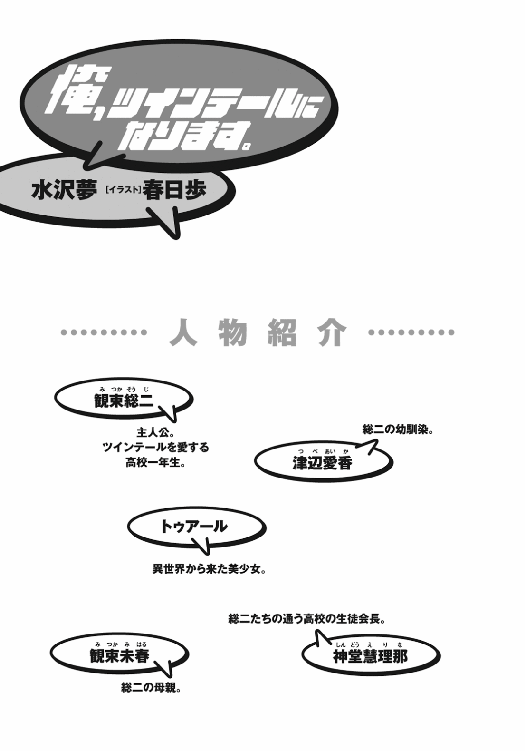 俺、ツインテールに
なります。
水沢夢 [イラスト]春日歩
人物紹介
みつかそうじ
観束総二
主人公。
ツインテールを愛する
高校一年生。
総二の幼馴染。
つべあいか
津辺愛香
トゥアール
異世界から来た美少女。
総二たちの通う高校の生徒会長。
みつかみはる
観束未春
総二の母親。
しんどうえりな
神堂慧理那